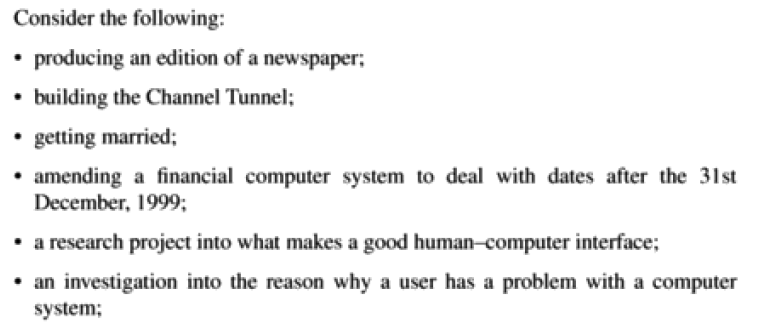 Consider the following:
• producing an edition of a newspaper;
• building the Channel Tunnel;
• getting married;
• amending a financial computer system to deal with dates after the 31st
December, 1999;
• a research project into what makes a good human–computer interface;
• an investigation into the reason why a user has a problem with a computer
system;